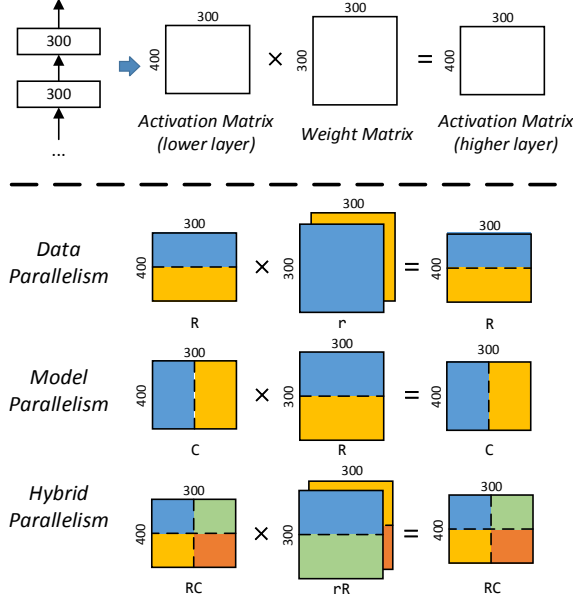 300
300
...
300
400
×
300
300
=
300
400
Activation Matrix
(lower layer)
Weight Matrix
Activation Matrix
(higher layer)
Data
Parallelism
300
400
R
×
300
300
r
=
300
400
R
Model
Parallelism
300
400
C
×
300
300
R
=
300
400
C
Hybrid
Parallelism
300
400
RC
×
300
300
rR
=
300
400
RC